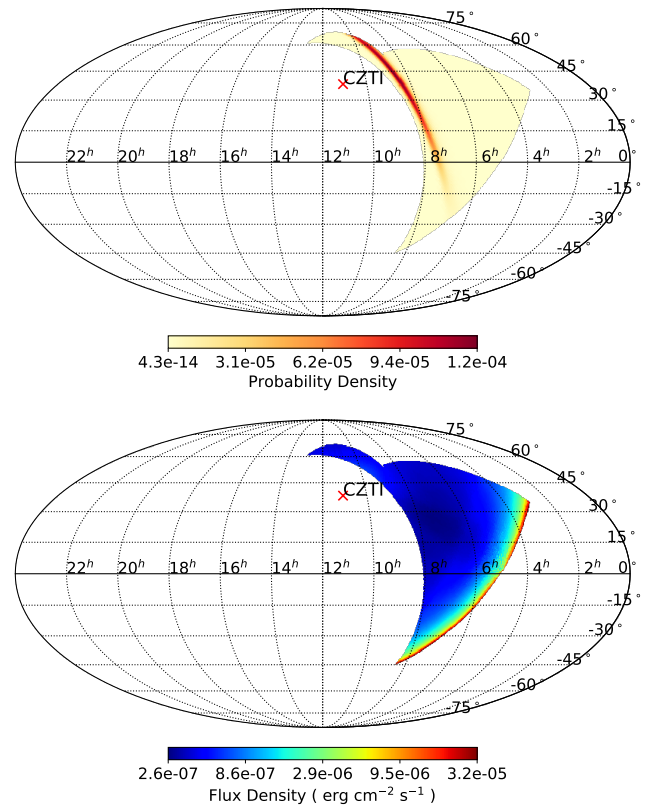 75°
60°
45°
CZTI
30°
15°
22ʰ 20ʰ 18ʰ 16ʰ 14ʰ 12ʰ 10ʰ 8ʰ 6ʰ 4ʰ 2ʰ 0°
-15°
-30°
-45°
-60°
-75°
4.3e-14 3.1e-05 6.2e-05 9.4e-05 1.2e-04
Probability Density
75°
60°
45°
CZTI
30°
15°
22ʰ 20ʰ 18ʰ 16ʰ 14ʰ 12ʰ 10ʰ 8ʰ 6ʰ 4ʰ 2ʰ 0°
-15°
-30°
-45°
-60°
-75°
2.6e-07 8.6e-07 2.9e-06 9.5e-06 3.2e-05
Flux Density ( erg cm⁻² s⁻¹ )